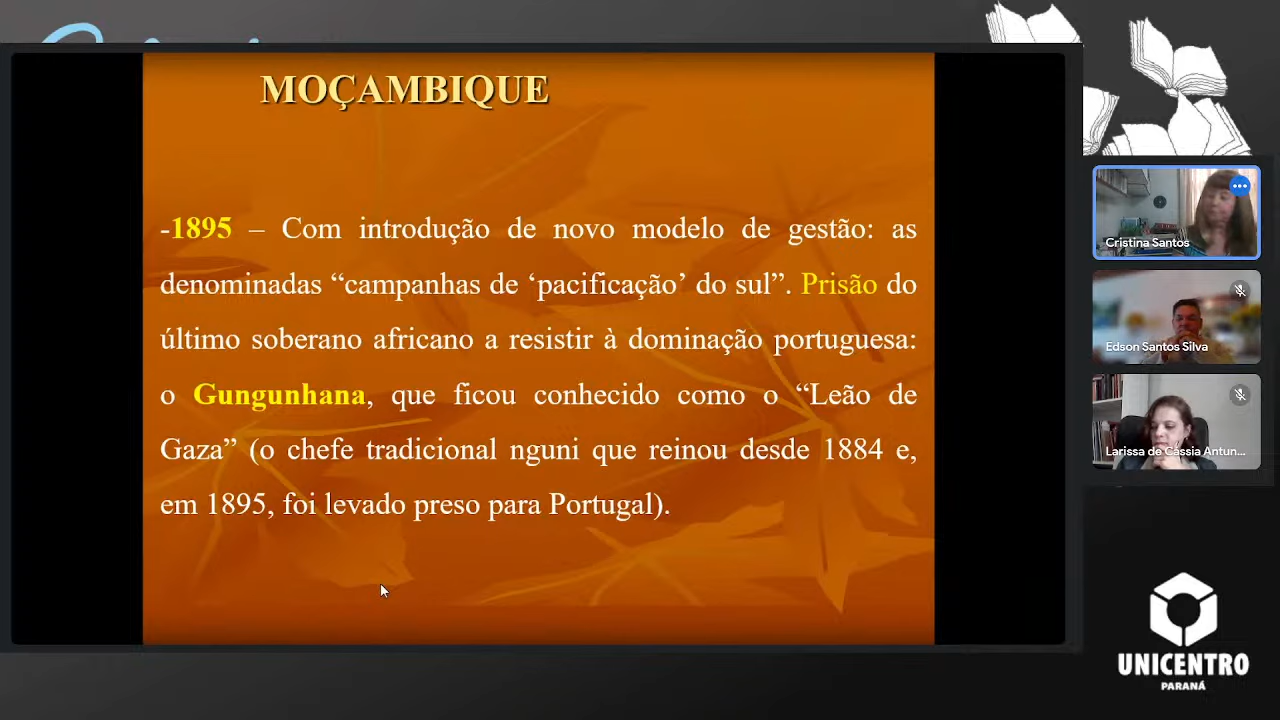 MOÇAMBIQUE
-1895 – Com introdução de novo modelo de gestão: as
denominadas “campanhas de ‘pacificação’ do sul”. Prisão do
último soberano africano a resistir à dominação portuguesa:
o Gungunhana, que ficou conhecido como o “Leão de
Gaza” (o chefe tradicional nguni que reinou desde 1884 e,
em 1895, foi levado preso para Portugal).
Cristina Santos
Edson Santos Silva
Larissa de Cássia Antun...
UNICENTRO
PARANÁ